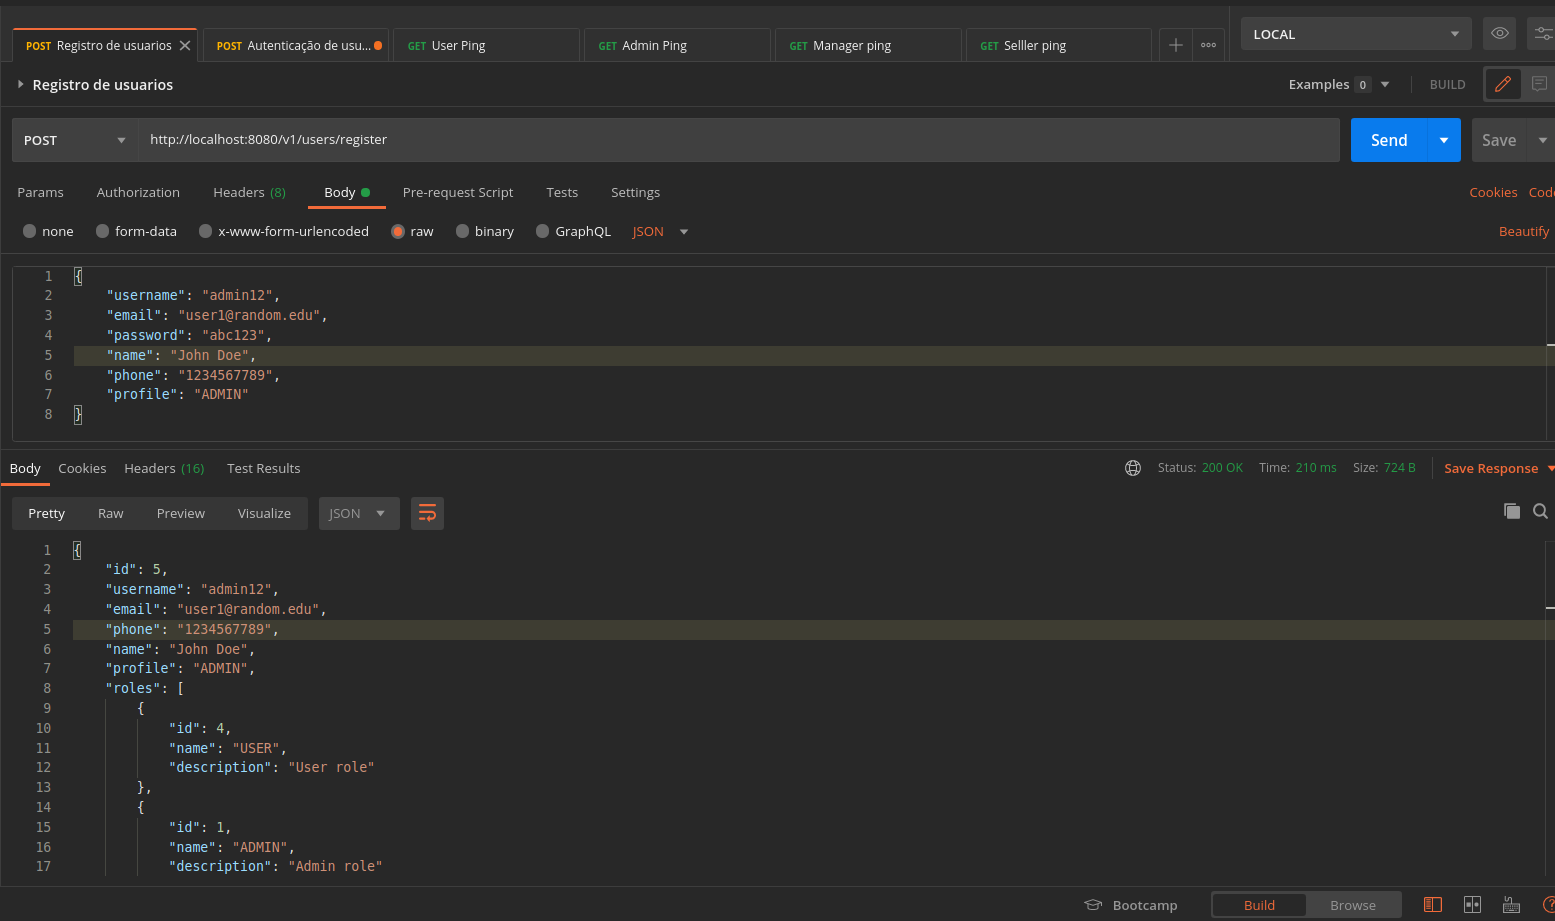 POST Registro de usuarios
POST Autenticação de usu...
GET User Ping
GET Admin Ping
GET Manager ping
GET Selller ping
LOCAL
Registro de usuarios
Examples 0
BUILD
POST
http://localhost:8080/v1/users/register
Send
Save
Params Authorization Headers (8) Body Pre-request Script Tests Settings
Cookies Code
none form-data x-www-form-urlencoded raw binary GraphQL JSON
Beautify
1 {
2 "username": "admin12",
3 "email": "user1@random.edu",
4 "password": "abc123",
5 "name": "John Doe",
6 "phone": "1234567789",
7 "profile": "ADMIN"
8 }
Body Cookies Headers (16) Test Results
Status: 200 OK Time: 210 ms Size: 724 B
Save Response
Pretty Raw Preview Visualize JSON
1 {
2 "id": 5,
3 "username": "admin12",
4 "email": "user1@random.edu",
5 "phone": "1234567789",
6 "name": "John Doe",
7 "profile": "ADMIN",
8 "roles": [
9 {
10 "id": 4,
11 "name": "USER",
12 "description": "User role"
13 },
14 {
15 "id": 1,
16 "name": "ADMIN",
17 "description": "Admin role"
Bootcamp
Build Browse